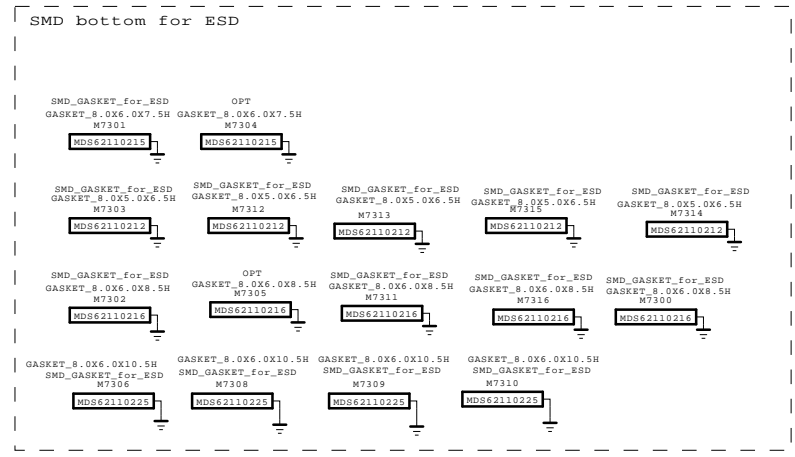 SMD bottom for ESD
SMD_GASKET_for_ESD
GASKET_8.0X6.0X7.5H
M7301
MDS62110215
OPT
GASKET_8.0X6.0X7.5H
M7304
MDS62110215
SMD_GASKET_for_ESD
GASKET_8.0X5.0X6.5H
M7303
MDS62110212
SMD_GASKET_for_ESD
GASKET_8.0X5.0X6.5H
M7312
MDS62110212
SMD_GASKET_for_ESD
GASKET_8.0X5.0X6.5H
M7313
MDS62110212
SMD_GASKET_for_ESD
GASKET_8.0X5.0X6.5H
M7315
MDS62110212
SMD_GASKET_for_ESD
GASKET_8.0X5.0X6.5H
M7314
MDS62110212
SMD_GASKET_for_ESD
GASKET_8.0X6.0X8.5H
M7302
MDS62110216
OPT
GASKET_8.0X6.0X8.5H
M7305
MDS62110216
SMD_GASKET_for_ESD
GASKET_8.0X6.0X8.5H
M7311
MDS62110216
SMD_GASKET_for_ESD
GASKET_8.0X6.0X8.5H
M7316
MDS62110216
SMD_GASKET_for_ESD
GASKET_8.0X6.0X8.5H
M7300
MDS62110216
GASKET_8.0X6.0X10.5H
SMD_GASKET_for_ESD
M7306
MDS62110225
GASKET_8.0X6.0X10.5H
SMD_GASKET_for_ESD
M7308
MDS62110225
GASKET_8.0X6.0X10.5H
SMD_GASKET_for_ESD
M7309
MDS62110225
GASKET_8.0X6.0X10.5H
SMD_GASKET_for_ESD
M7310
MDS62110225